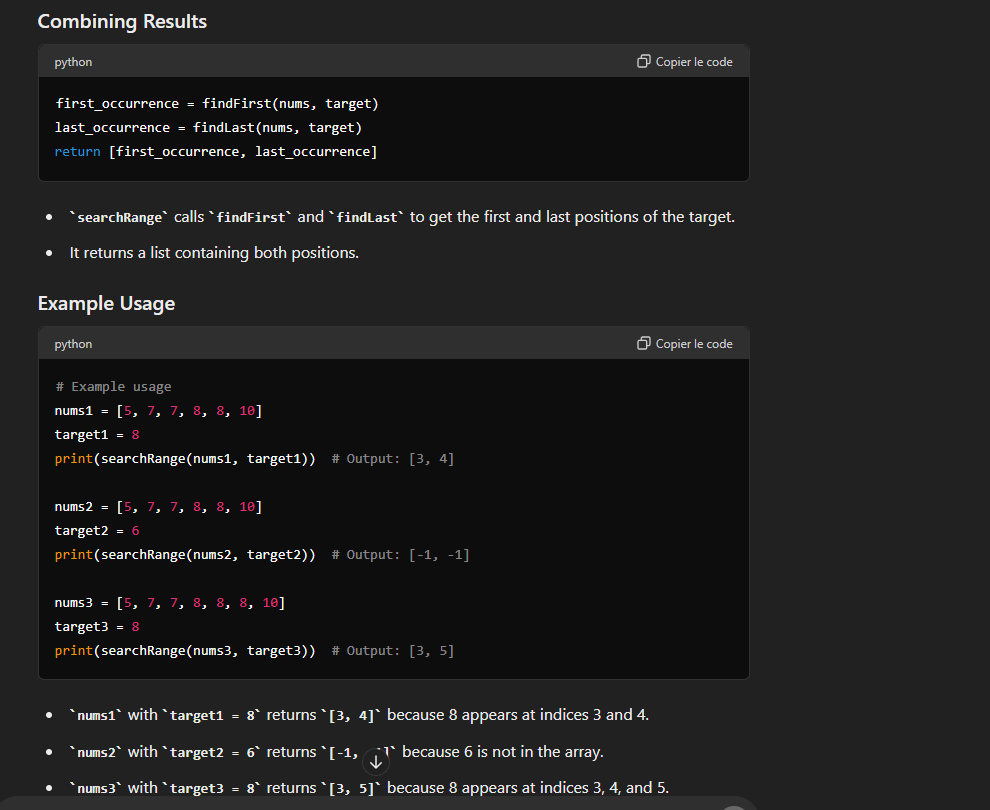 Combining Results
python Copier le code
first_occurrence = findFirst(nums, target)
last_occurrence = findLast(nums, target)
return [first_occurrence, last_occurrence]
• `searchRange` calls `findFirst` and `findLast` to get the first and last positions of the target.
• It returns a list containing both positions.
Example Usage
python Copier le code
# Example usage
nums1 = [5, 7, 7, 8, 8, 10]
target1 = 8
print(searchRange(nums1, target1))  # Output: [3, 4]
nums2 = [5, 7, 7, 8, 8, 10]
target2 = 6
print(searchRange(nums2, target2))  # Output: [-1, -1]
nums3 = [5, 7, 7, 8, 8, 8, 10]
target3 = 8
print(searchRange(nums3, target3))  # Output: [3, 5]
• `nums1` with `target1 = 8` returns `[3, 4]` because 8 appears at indices 3 and 4.
• `nums2` with `target2 = 6` returns `[-1, ]` because 6 is not in the array.
• `nums3` with `target3 = 8` returns `[3, 5]` because 8 appears at indices 3, 4, and 5.